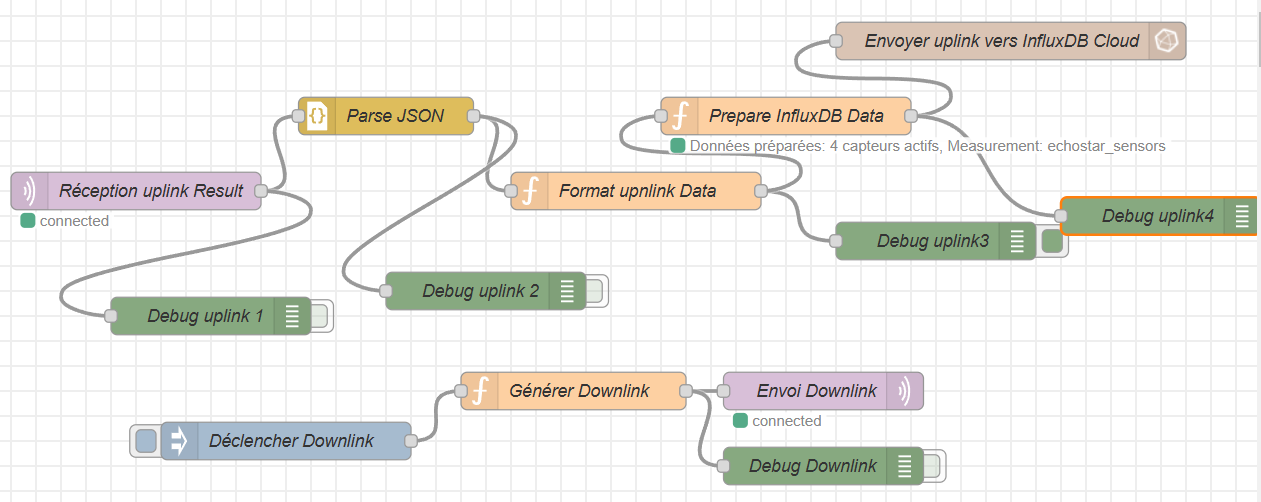 Envoyer uplink vers InfluxDB Cloud
Parse JSON
Prepare InfluxDB Data
Données préparées: 4 capteurs actifs, Measurement: echostar_sensors
Réception uplink Result
connected
Format upnlink Data
Debug uplink4
Debug uplink3
Debug uplink 2
Debug uplink 1
Générer Downlink
Envoi Downlink
connected
Déclencher Downlink
Debug Downlink